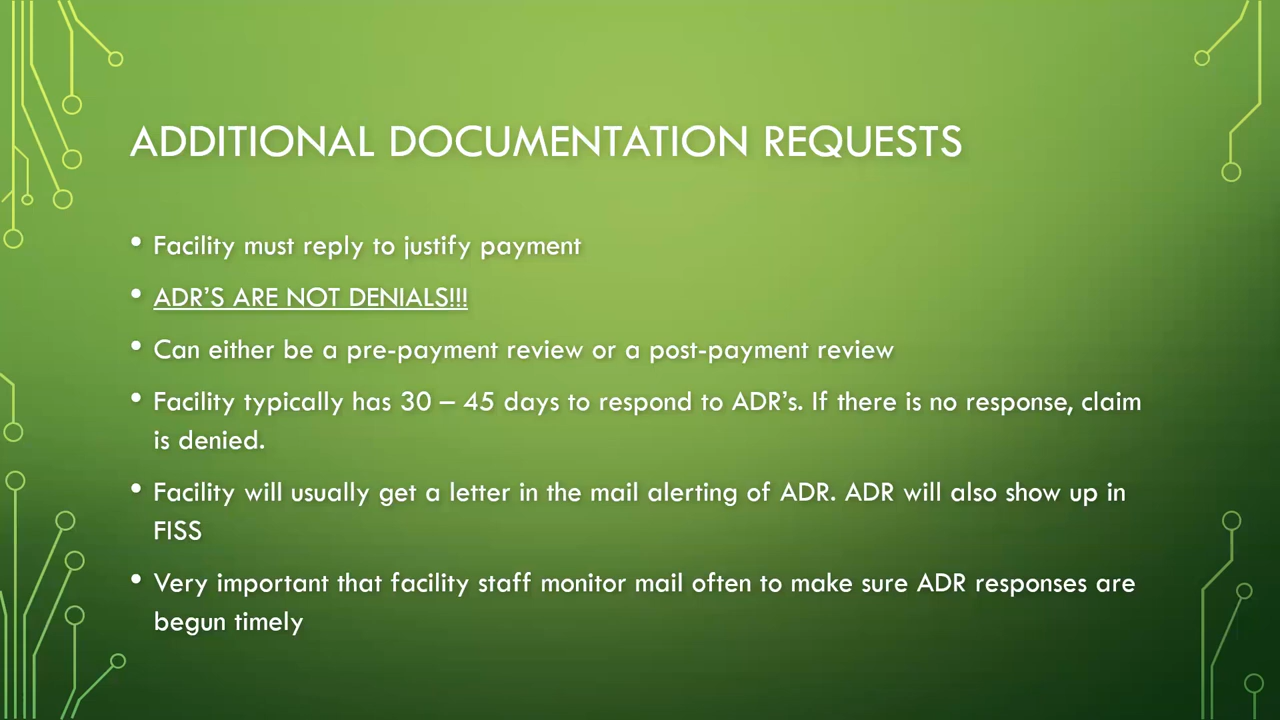 ADDITIONAL DOCUMENTATION REQUESTS
• Facility must reply to justify payment
• ADR’S ARE NOT DENIALS!!!
• Can either be a pre-payment review or a post-payment review
• Facility typically has 30 – 45 days to respond to ADR’s. If there is no response, claim
is denied.
• Facility will usually get a letter in the mail alerting of ADR. ADR will also show up in
FISS
• Very important that facility staff monitor mail often to make sure ADR responses are
begun timely